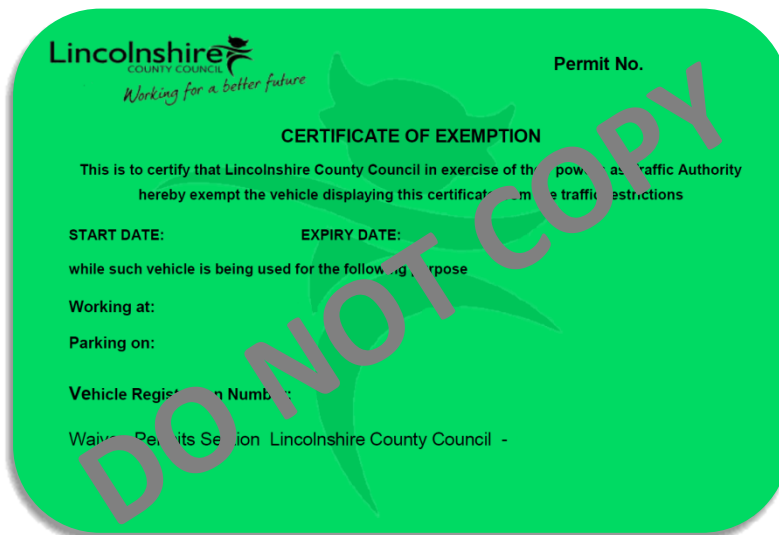 Lincolnshire
COUNTY COUNCIL
Working for a better future
Permit No.
CERTIFICATE OF EXEMPTION
This is to certify that Lincolnshire County Council in exercise of powers as Traffic Authority
hereby exempt the vehicle displaying this certificate from the traffic restrictions
START DATE: EXPIRY DATE:
while such vehicle is being used for the following purpose
Working at:
Parking on:
Vehicle Registration Number:
Waiver Permits Section Lincolnshire County Council -
DO NOT COPY